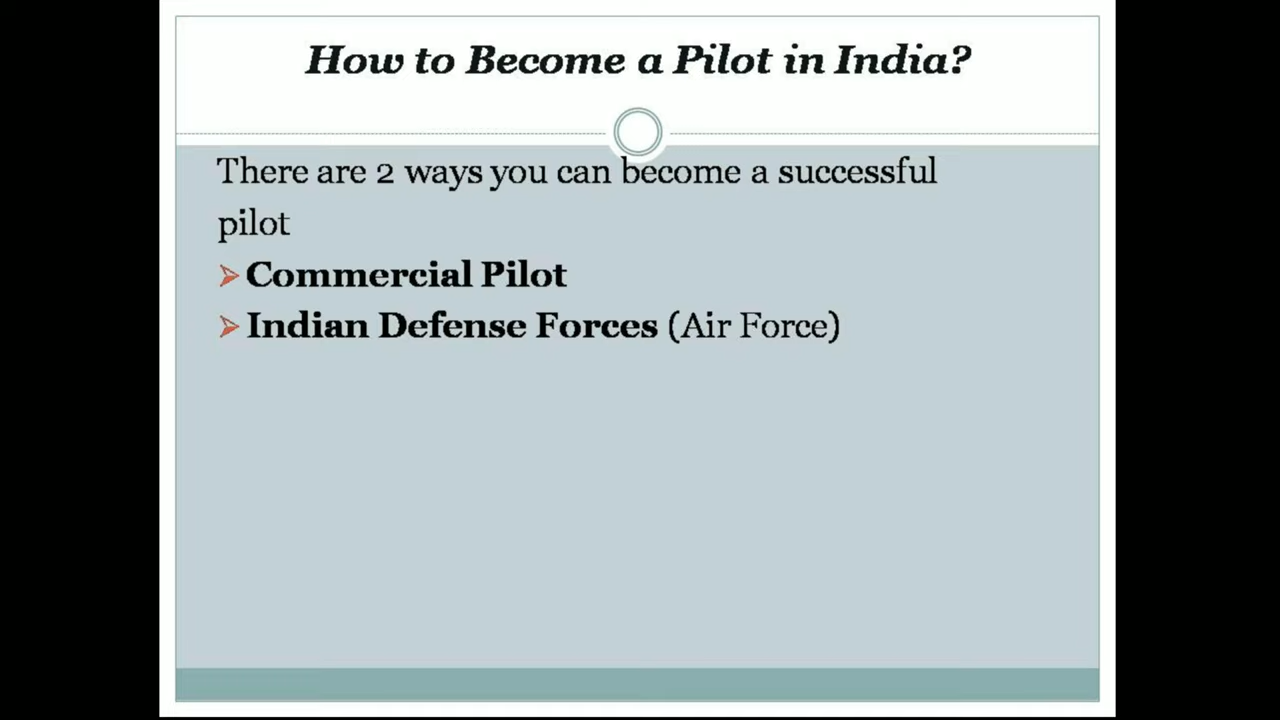 How to Become a Pilot in India?
There are 2 ways you can become a successful
pilot
➢ Commercial Pilot
➢ Indian Defense Forces (Air Force)